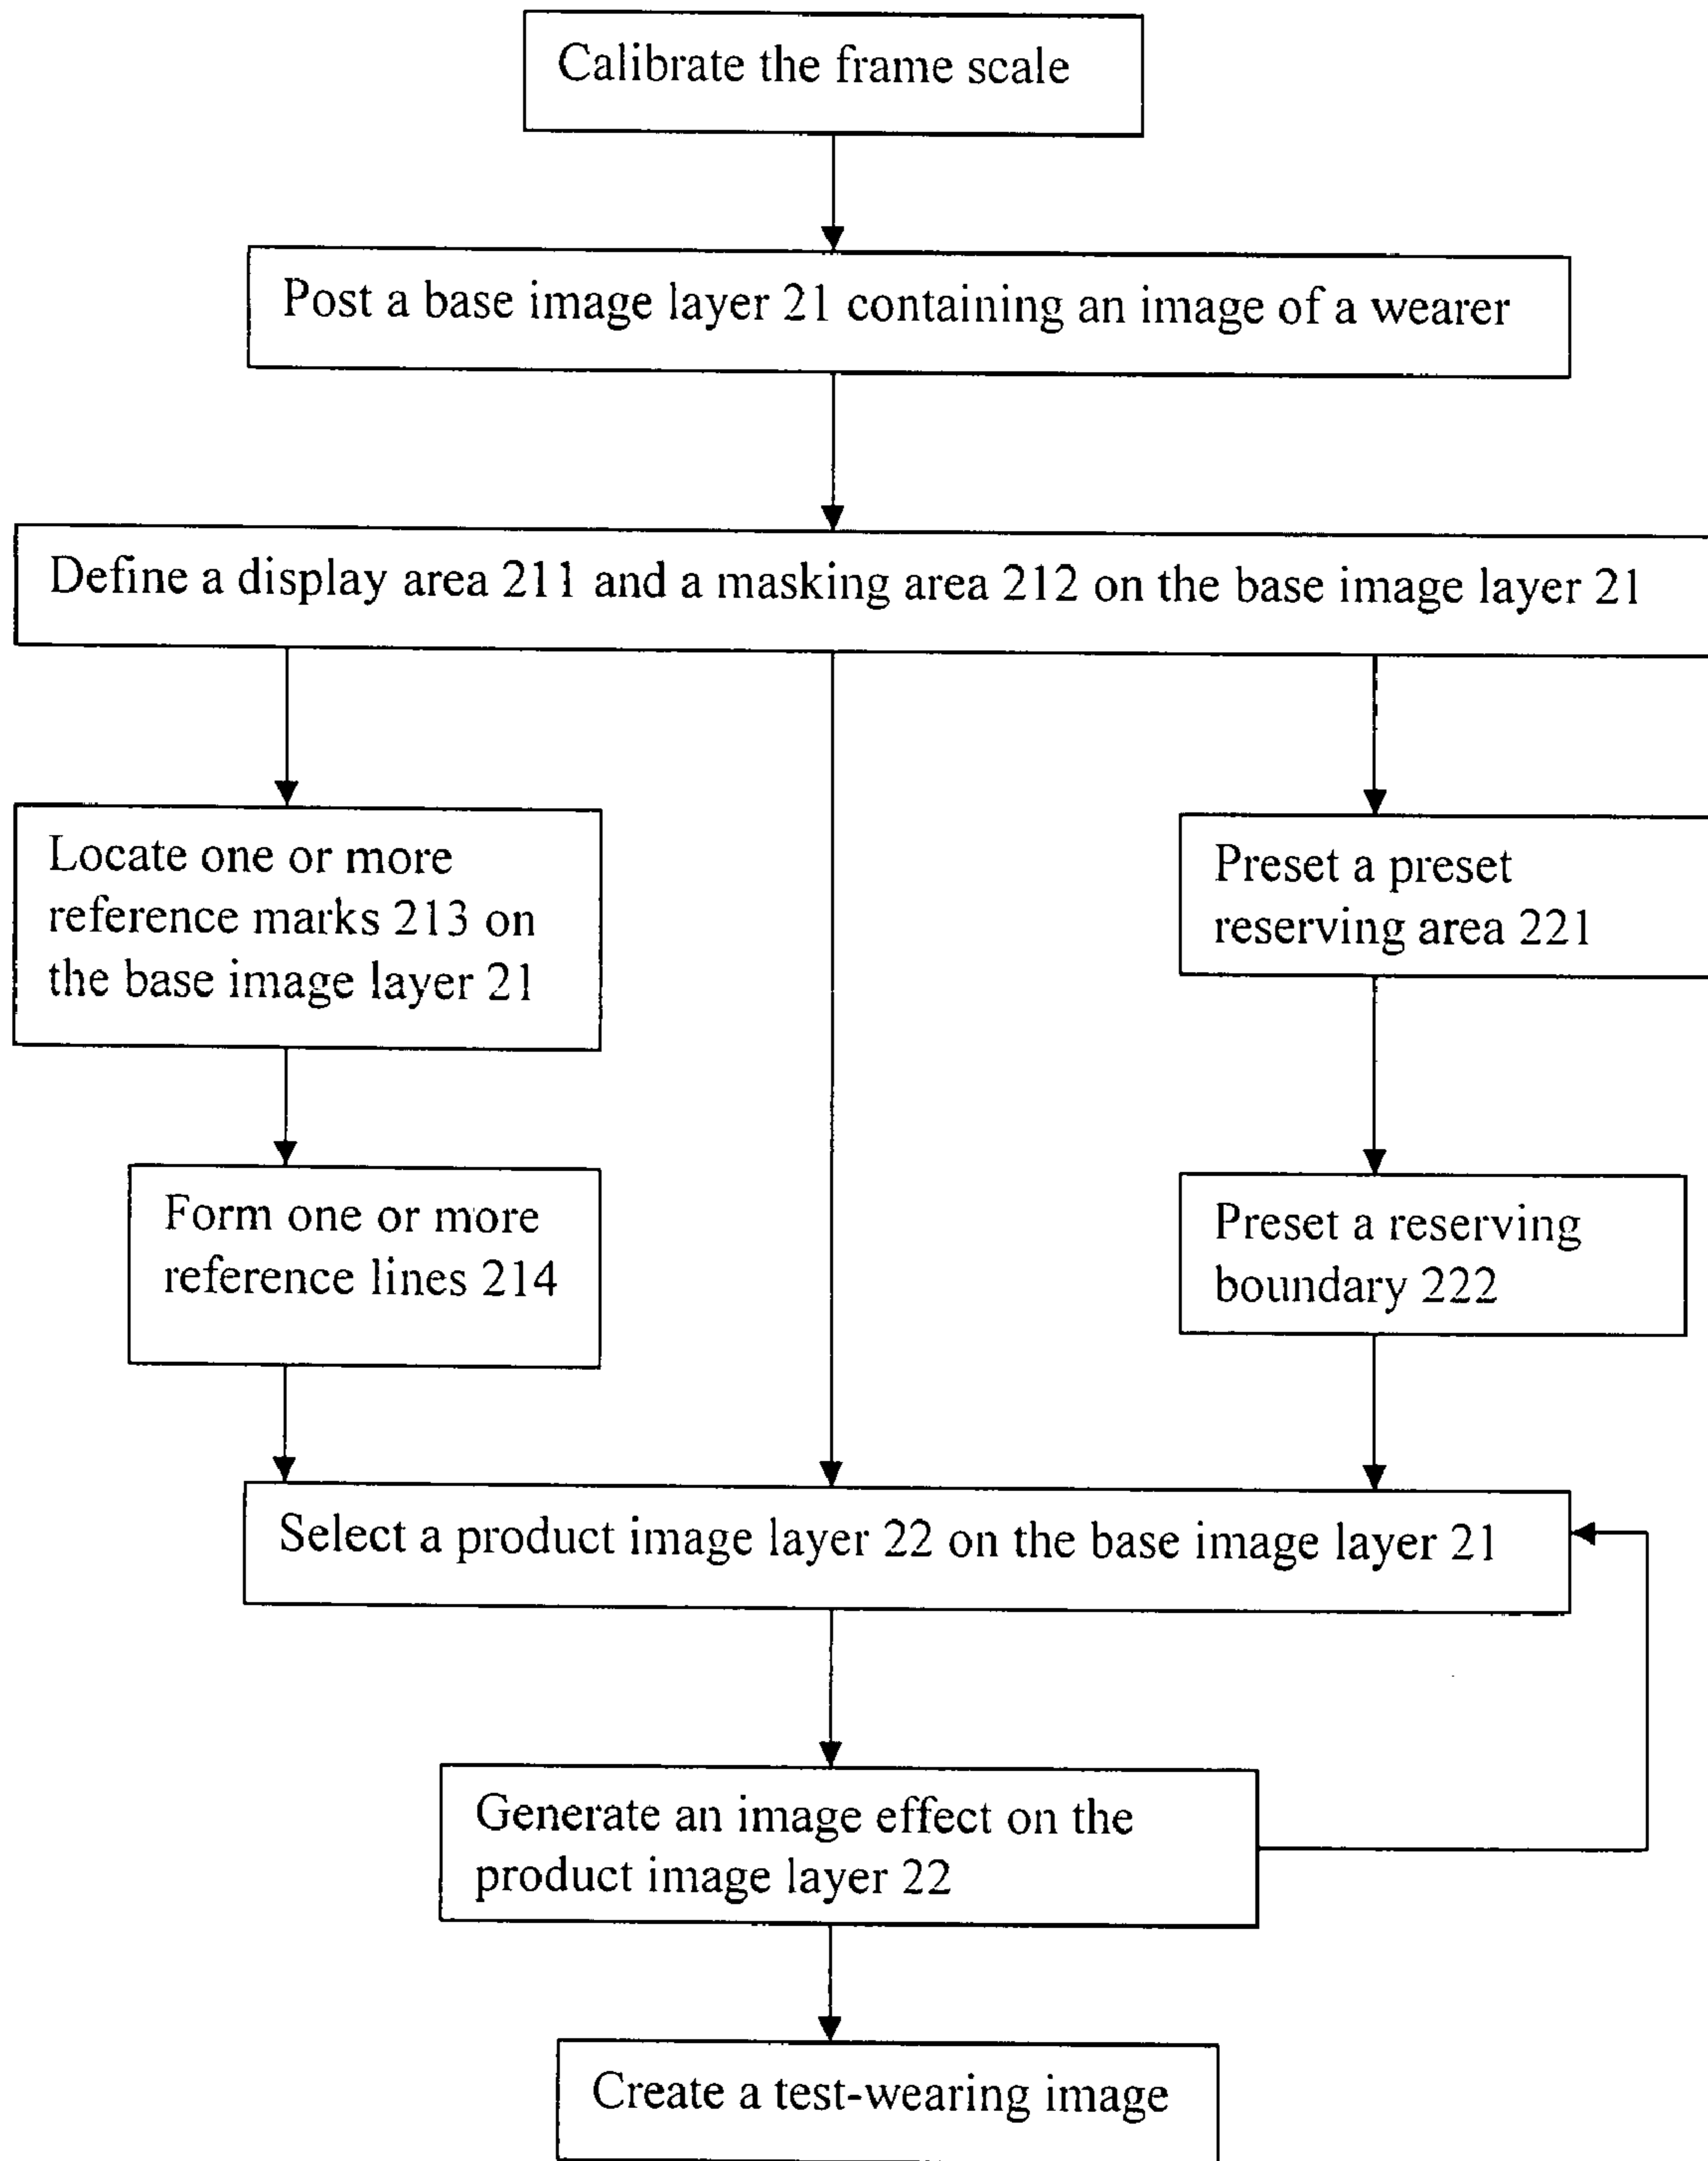 Calibrate the frame scale
Post a base image layer 21 containing an image of a wearer
Define a display area 211 and a masking area 212 on the base image layer 21
Locate one or more
reference marks 213 on
the base image layer 21
Preset a preset
reserving area 221
Form one or more
reference lines 214
Preset a reserving
boundary 222
Select a product image layer 22 on the base image layer 21
Generate an image effect on the
product image layer 22
Create a test-wearing image